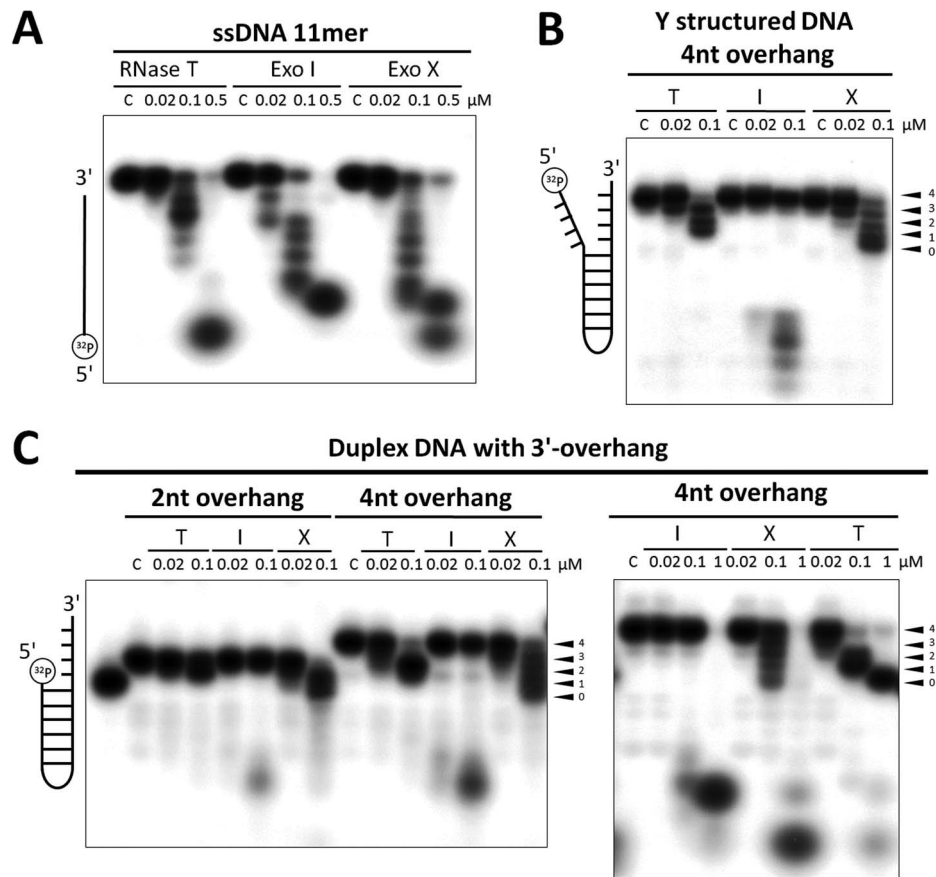 A
ssDNA 11mer
RNase T Exo I Exo X
C 0.02 0.1 0.5 C 0.02 0.1 0.5 C 0.02 0.1 0.5 μM
3'
32P
5'
B
Y structured DNA
4nt overhang
T I X
C 0.02 0.1 C 0.02 0.1 C 0.02 0.1 μM
5' 3'
32P
4
3
2
1
0
C
Duplex DNA with 3'-overhang
2nt overhang 4nt overhang
T I X T I X
C 0.02 0.1 0.02 0.1 0.02 0.1 C 0.02 0.1 0.02 0.1 0.02 0.1 μM
3'
5'
32P
4
3
2
1
0
4nt overhang
I X T
C 0.02 0.1 1 0.02 0.1 1 0.02 0.1 1 μM
4
3
2
1
0